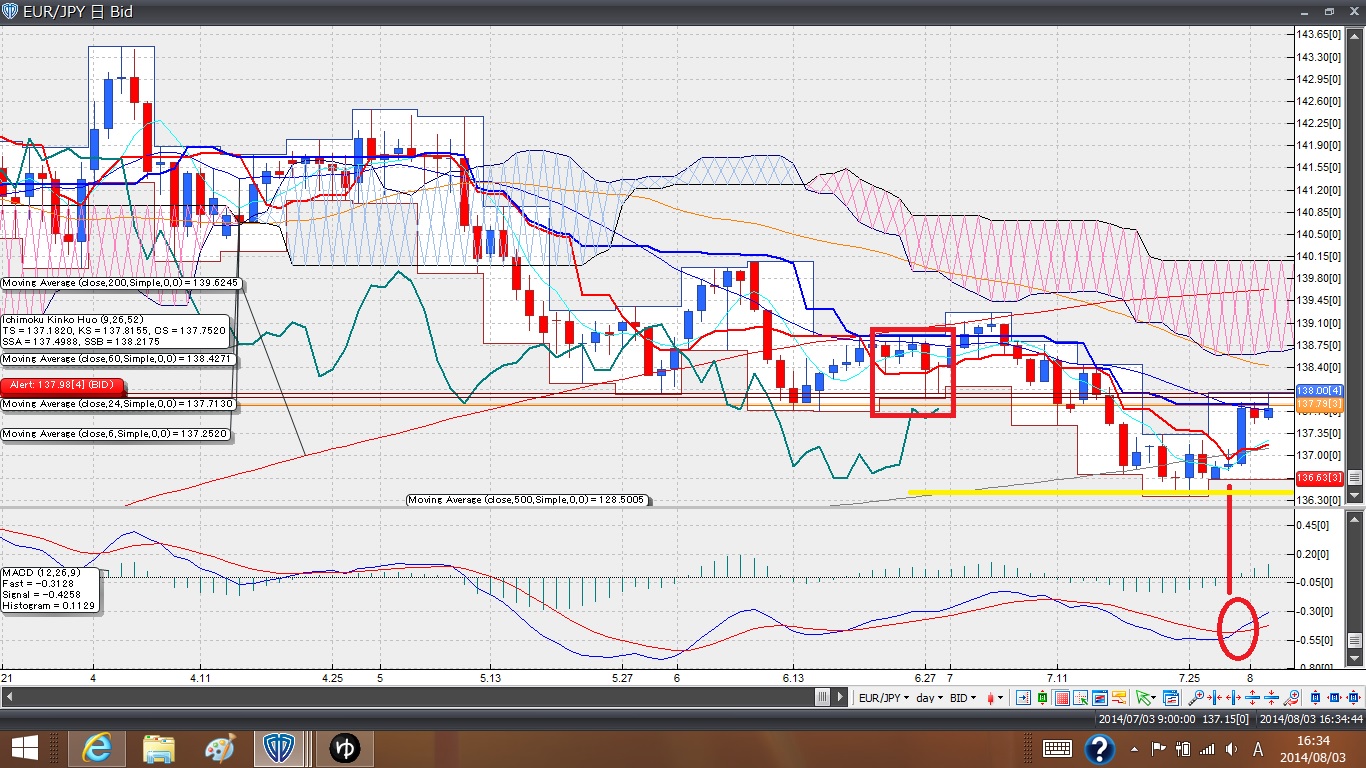 EUR/JPY 日 Bid
143.65[0]
143.30[0]
142.95[0]
142.60[0]
142.25[0]
141.90[0]
141.55[0]
141.20[0]
140.85[0]
140.50[0]
140.15[0]
139.80[0]
139.45[0]
139.10[0]
138.75[0]
138.40[0]
138.00[4]
137.79[3]
137.35[0]
137.00[0]
136.63[3]
136.30[0]
Moving Average (close,200,Simple,0,0) = 139.6245
Ichimoku Kinko Huo (9,26,52)
TS = 137.1820, KS = 137.8155, CS = 137.7520
SSA = 137.4988, SSB = 138.2175
Moving Average (close,60,Simple,0,0) = 138.4271
Alert: 137.98[4] (BID)
Moving Average (close,24,Simple,0,0) = 137.7130
Moving Average (close,6,Simple,0,0) = 137.2520
Moving Average (close,500,Simple,0,0) = 128.5005
0.45[0]
0.20[0]
-0.05[0]
-0.30[0]
-0.55[0]
MACD (12,26,9)
Fast = -0.3128
Signal = -0.4258
Histogram = 0.1129
21 4 4.11 4.25 5 5.13 5.27 6 6.13 6.27 7 7.11 7.25 8
EUR/JPY day BID
2014/07/03 9:00:00 137.15[0] 2014/08/03 16:34:44
ゆ
A
16:34
2014/08/03